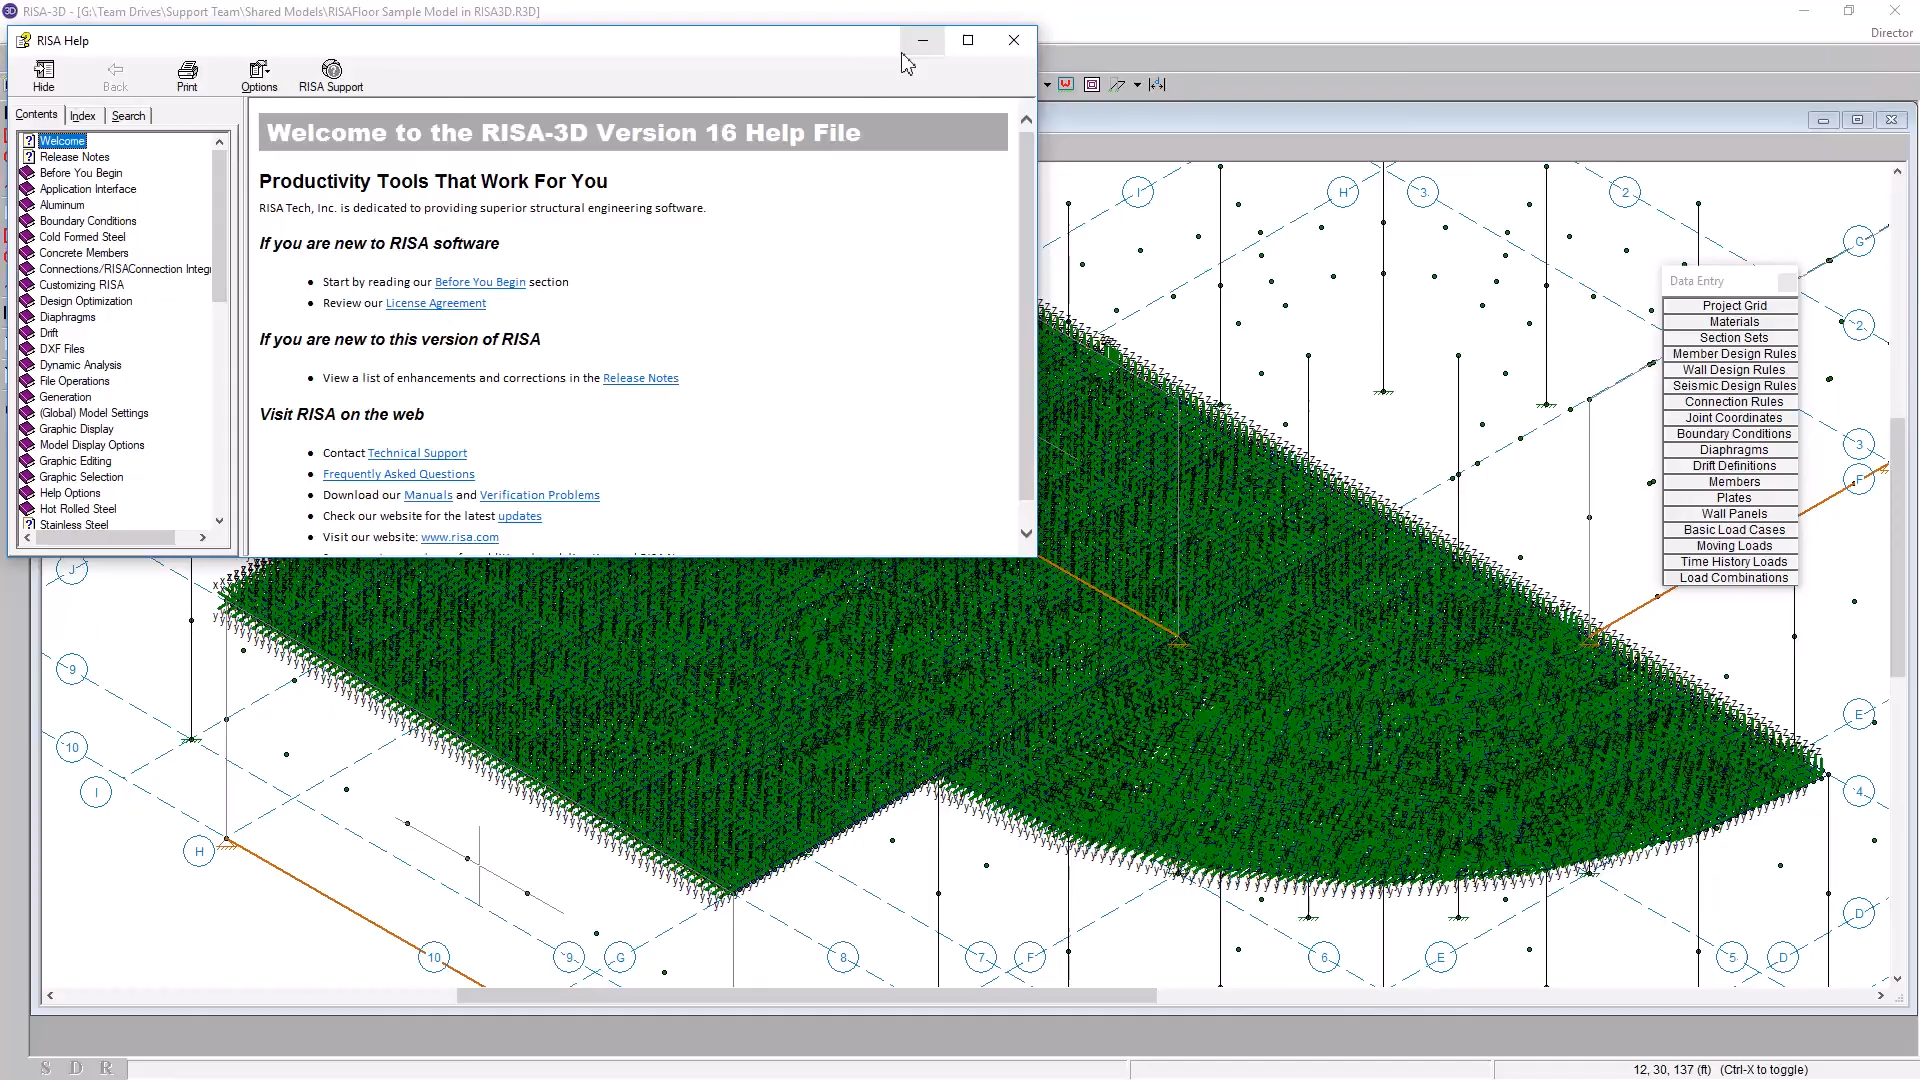 RISA-3D - [G:\Team Drives\Support Team\Shared Models\RISAFloor Sample Model in RISA3D.R3D]
Director
RISA Help
Hide
Back
Print
Options
RISA Support
Contents
Index
Search
Welcome
Release Notes
Before You Begin
Application Interface
Aluminum
Boundary Conditions
Cold Formed Steel
Concrete Members
Connections/RISAConnection Integr
Customizing RISA
Design Optimization
Diaphragms
Drift
DXF Files
Dynamic Analysis
File Operations
Generation
(Global) Model Settings
Graphic Display
Model Display Options
Graphic Editing
Graphic Selection
Help Options
Hot Rolled Steel
Stainless Steel
Welcome to the RISA-3D Version 16 Help File
Productivity Tools That Work For You
RISA Tech, Inc. is dedicated to providing superior structural engineering software.
If you are new to RISA software
Start by reading our Before You Begin section
Review our License Agreement
If you are new to this version of RISA
View a list of enhancements and corrections in the Release Notes
Visit RISA on the web
Contact Technical Support
Frequently Asked Questions
Download our Manuals and Verification Problems
Check our website for the latest updates
Visit our website: www.risa.com
Data Entry
Project Grid
Materials
Section Sets
Member Design Rules
Wall Design Rules
Seismic Design Rules
Connection Rules
Joint Coordinates
Boundary Conditions
Diaphragms
Drift Definitions
Members
Plates
Wall Panels
Basic Load Cases
Moving Loads
Time History Loads
Load Combinations
I
H
3
2
G
2
3
F
E
4
D
J
9
10
I
H
10
9
G
8
7
F
6
E
5
D
S D R
12, 30, 137 (ft) (Ctrl-X to toggle)